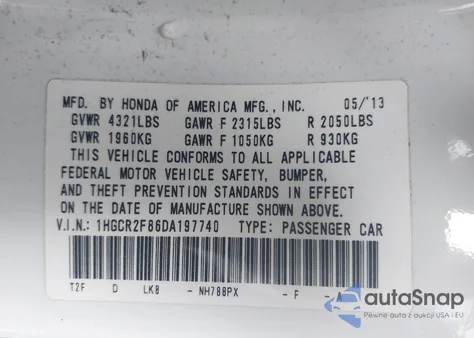 MFD. BY HONDA OF AMERICA MFG., INC. 05/'13
GVWR 4321LBS GAWR F 2315LBS R 2050LBS
GVWR 1960KG GAWR F 1050KG R 930KG
THIS VEHICLE CONFORMS TO ALL APPLICABLE
FEDERAL MOTOR VEHICLE SAFETY, BUMPER,
AND THEFT PREVENTION STANDARDS IN EFFECT
ON THE DATE OF MANUFACTURE SHOWN ABOVE.
V.I.N.: 1HGCR2F86DA197740 TYPE: PASSENGER CAR
T2F D LK8 - NH788PX - F
autoSnap
Pewne auta z aukcji USA i EU